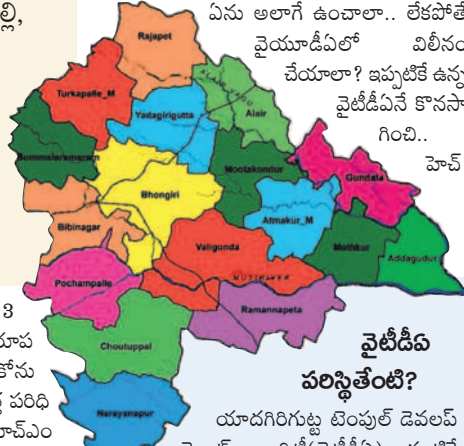 ల్లి,
ఏను అలాగే ఉంచాలా.. లేకపోతే
వైయూడీఏలో విలీనం
చేయాలా? ఇప్పటికే ఉన్న
వైటీడీఏనే కొనసా
గించి..
హెచ్
Rajapet
Turkapalle_M
Yadagirigutta
Alair
Bommalaramaram
Mootakondur
Gundala
Bhongiri
Atmakur_M
Bibinagar
Valigonda
Mothkur
Addagudur
Pochampalle
Ramannapeta
Choutuppal
Narayanapur
3
రూప
కోను
పరిధి
చ్ఎం
వైటీడీఏ
పరిస్థితేంటి?
యాదగిరిగుట్ట టెంపుల్ డెవలప్